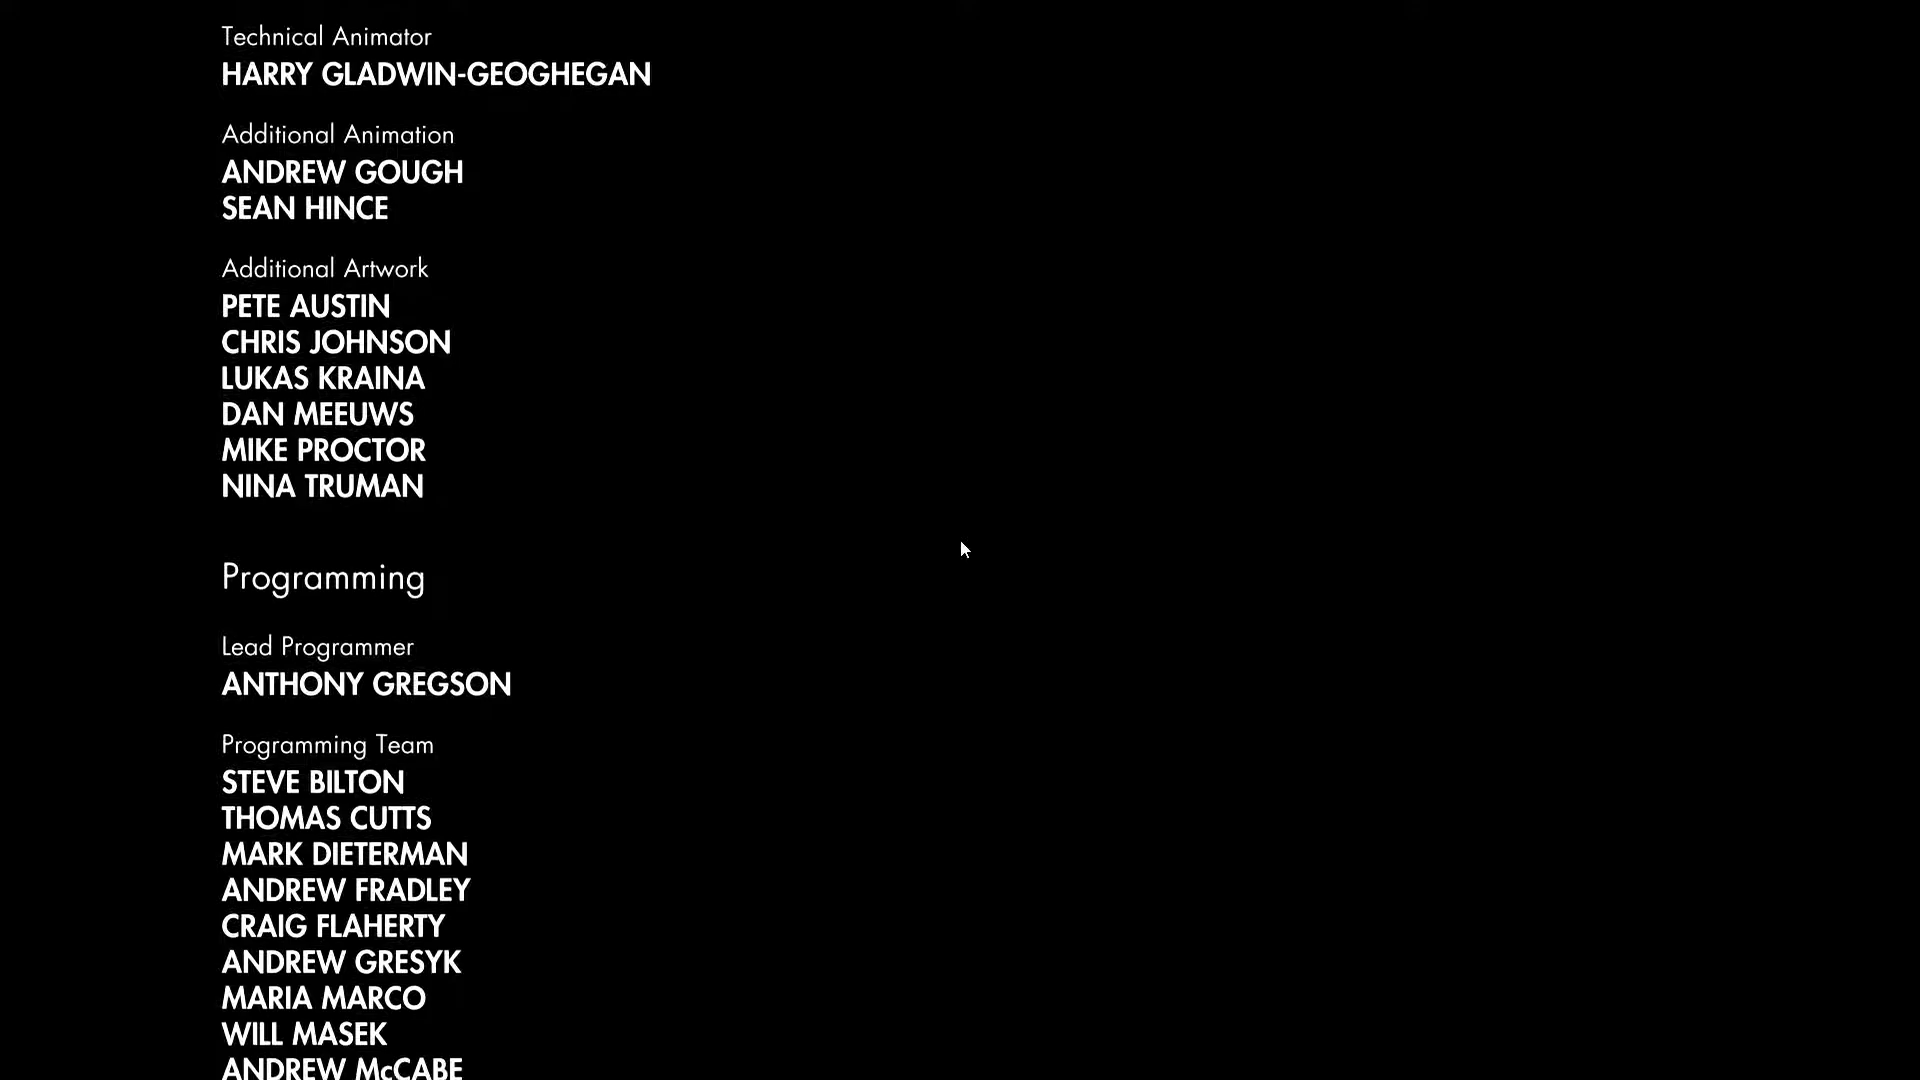 Technical Animator
HARRY GLADWIN-GEOGHEGAN
Additional Animation
ANDREW GOUGH
SEAN HINCE
Additional Artwork
PETE AUSTIN
CHRIS JOHNSON
LUKAS KRAINA
DAN MEEUWS
MIKE PROCTOR
NINA TRUMAN
Programming
Lead Programmer
ANTHONY GREGSON
Programming Team
STEVE BILTON
THOMAS CUTTS
MARK DIETERMAN
ANDREW FRADLEY
CRAIG FLAHERTY
ANDREW GRESYK
MARIA MARCO
WILL MASEK
ANDREW McCABE